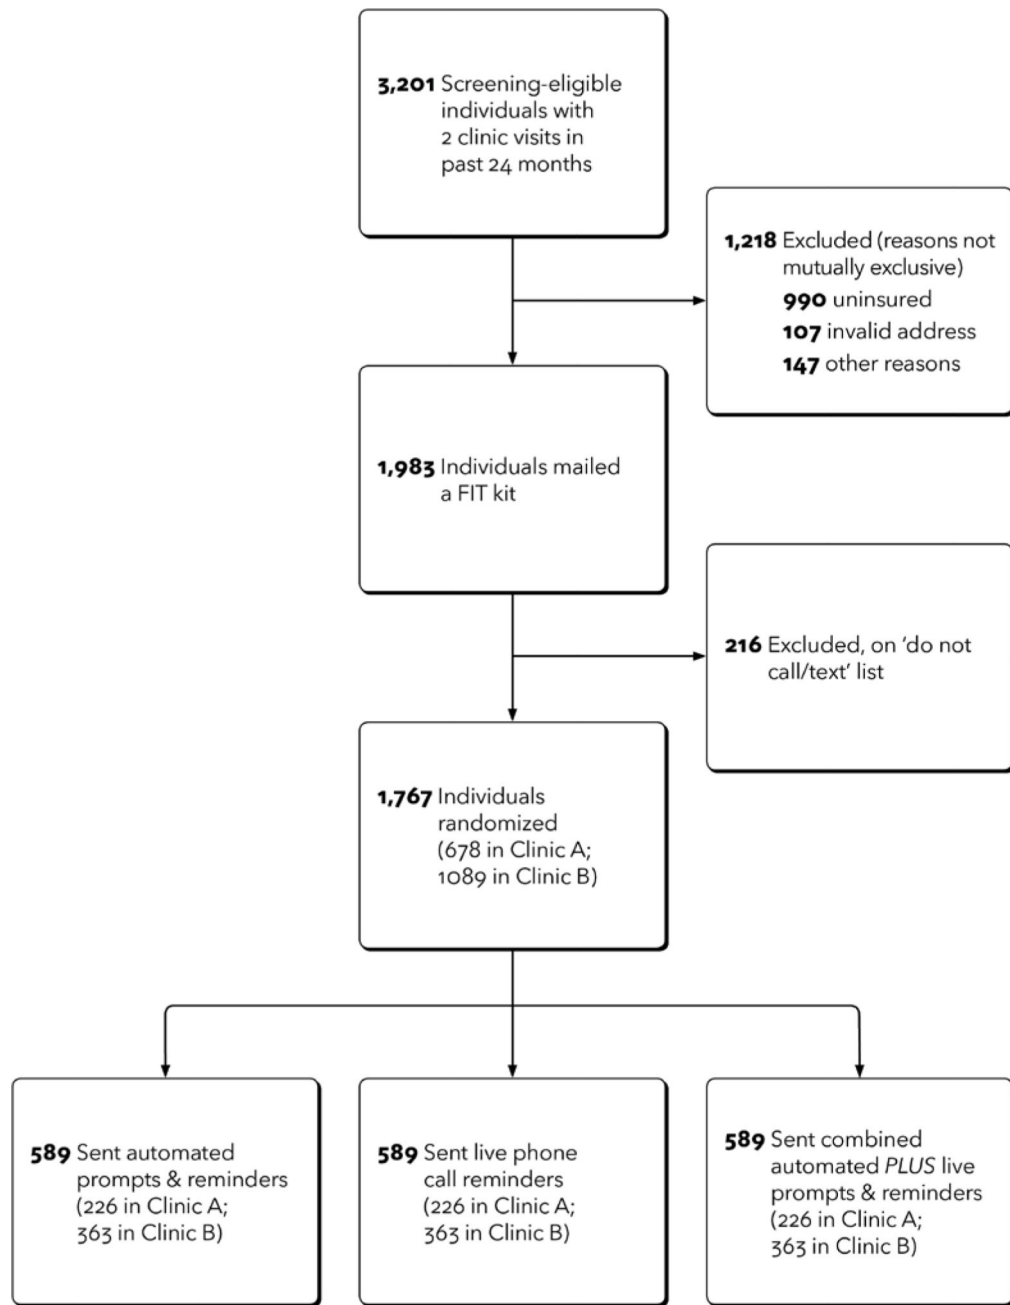 3,201 Screening-eligible
individuals with
2 clinic visits in
past 24 months
1,218 Excluded (reasons not
mutually exclusive)
990 uninsured
107 invalid address
147 other reasons
1,983 Individuals mailed
a FIT kit
216 Excluded, on ‘do not
call/text’ list
1,767 Individuals
randomized
(678 in Clinic A;
1089 in Clinic B)
589 Sent automated
prompts & reminders
(226 in Clinic A;
363 in Clinic B)
589 Sent live phone
call reminders
(226 in Clinic A;
363 in Clinic B)
589 Sent combined
automated PLUS live
prompts & reminders
(226 in Clinic A;
363 in Clinic B)